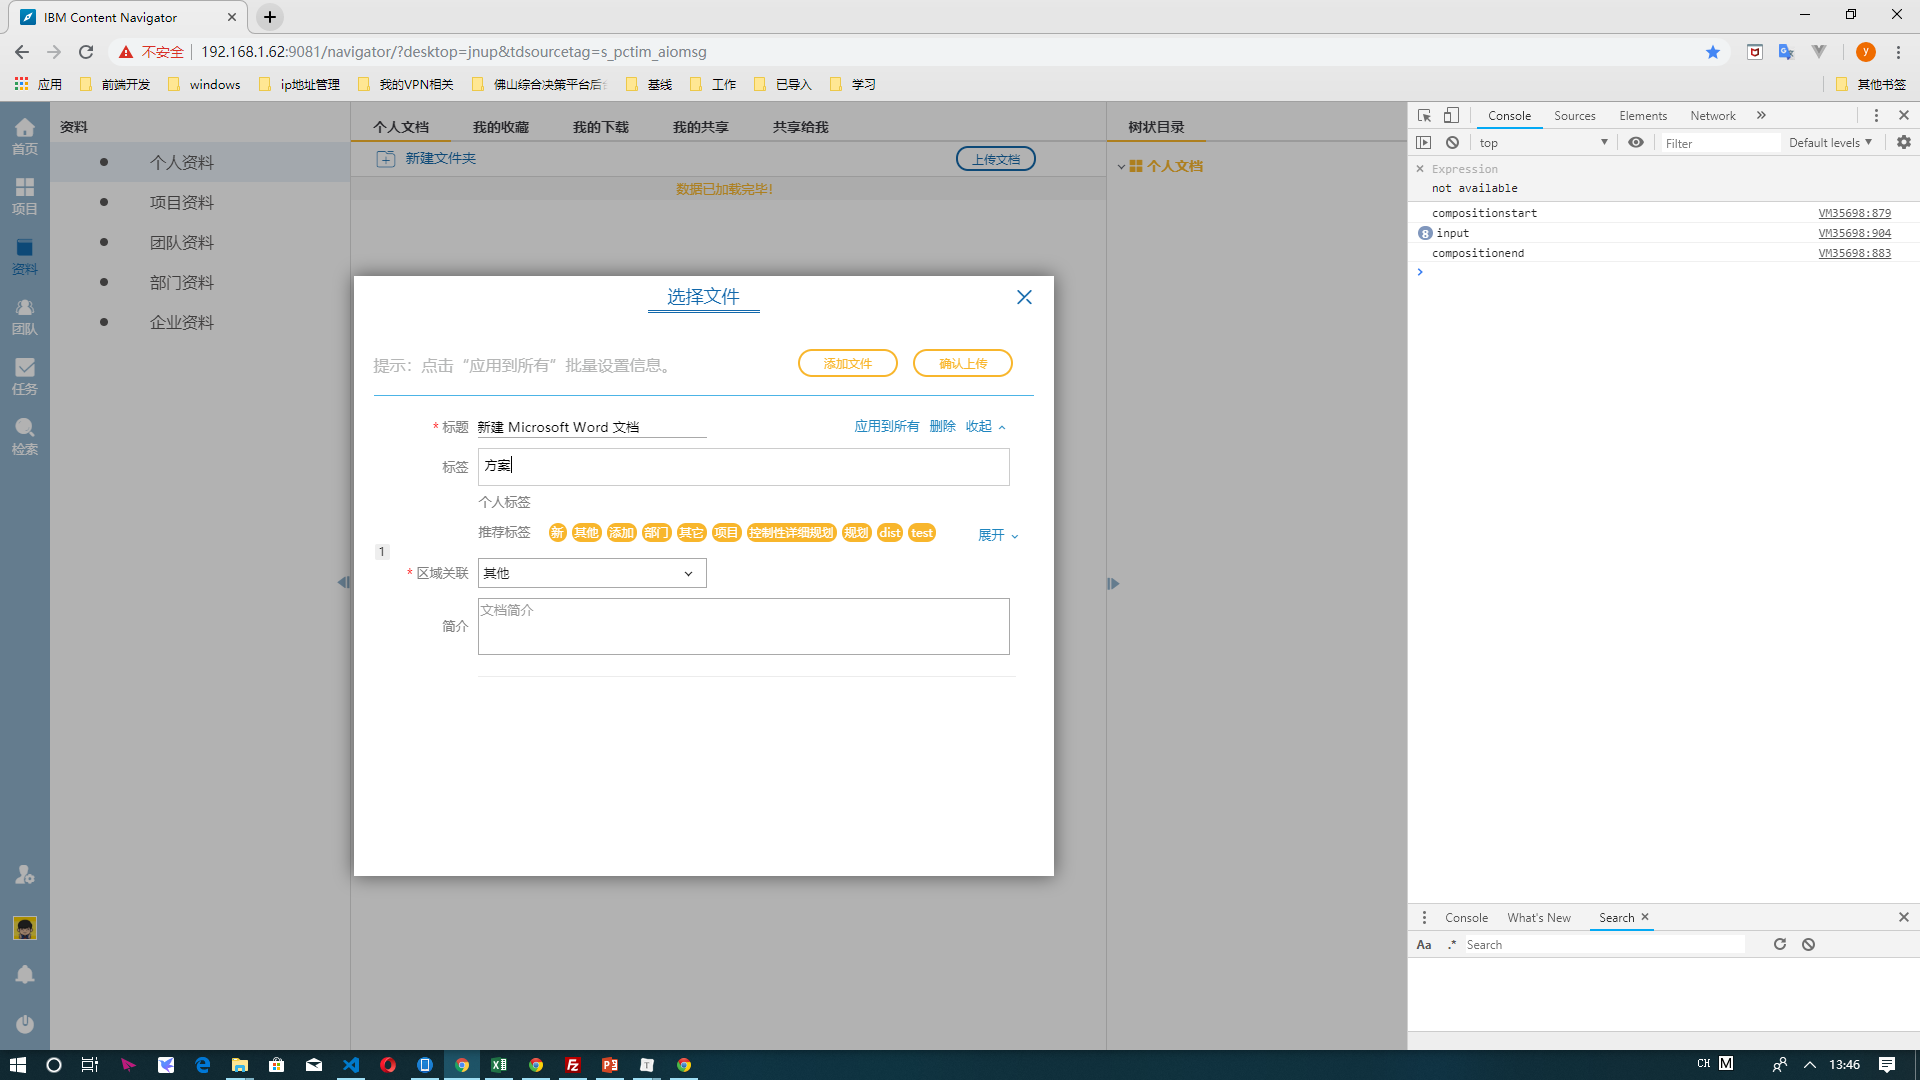 IBM Content Navigator
不安全 192.168.1.62:9081/navigator/?desktop=jnup&tdsourcetag=s_pctim_aiomsg
y
应用 前端开发 windows ip地址管理 我的VPN相关 佛山综合决策平台后 基线 工作 已导入 学习 其他书签
首页
项目
资料
团队
任务
检索
资料
个人资料
项目资料
团队资料
部门资料
企业资料
个人文档 我的收藏 我的下载 我的共享 共享给我
新建文件夹 上传文档
数据已加载完毕!
树状目录
个人文档
选择文件
提示：点击“应用到所有”批量设置信息。 添加文件 确认上传
* 标题 新建 Microsoft Word 文档 应用到所有 删除 收起
标签 方案
个人标签
推荐标签 新 其他 添加 部门 其它 项目 控制性详细规划 规划 dist test 展开
1
* 区域关联 其他
简介 文档简介
Console Sources Elements Network »
top Filter Default levels
Expression
not available
compositionstart VM35698:879
8 input VM35698:904
compositionend VM35698:883
Console What's New Search
Aa .* Search
CH M 13:46